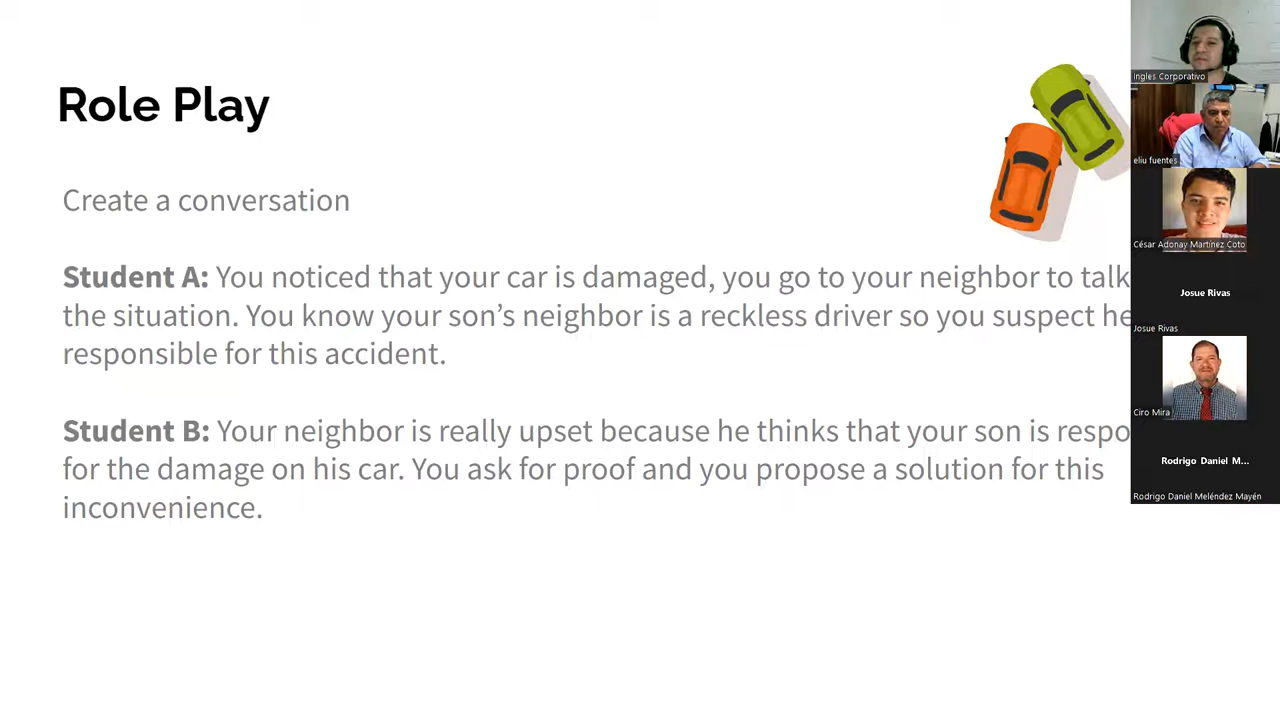 Role Play
Create a conversation
Student A: You noticed that your car is damaged, you go to your neighbor to talk
the situation. You know your son’s neighbor is a reckless driver so you suspect he
responsible for this accident.
Student B: Your neighbor is really upset because he thinks that your son is respo
for the damage on his car. You ask for proof and you propose a solution for this
inconvenience.
Ingles Corporativo
eliu fuentes
César Adonay Martínez Coto
Josue Rivas
Josue Rivas
Ciro Mira
Rodrigo Daniel M...
Rodrigo Daniel Meléndez Mayén